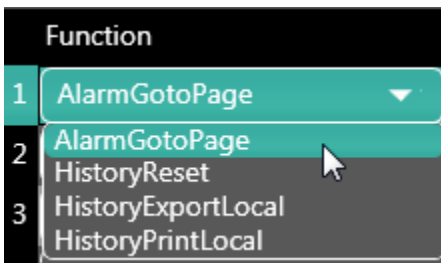 Function
1 AlarmGotoPage
AlarmGotoPage
2
HistoryReset
3 HistoryExportLocal
HistoryPrintLocal